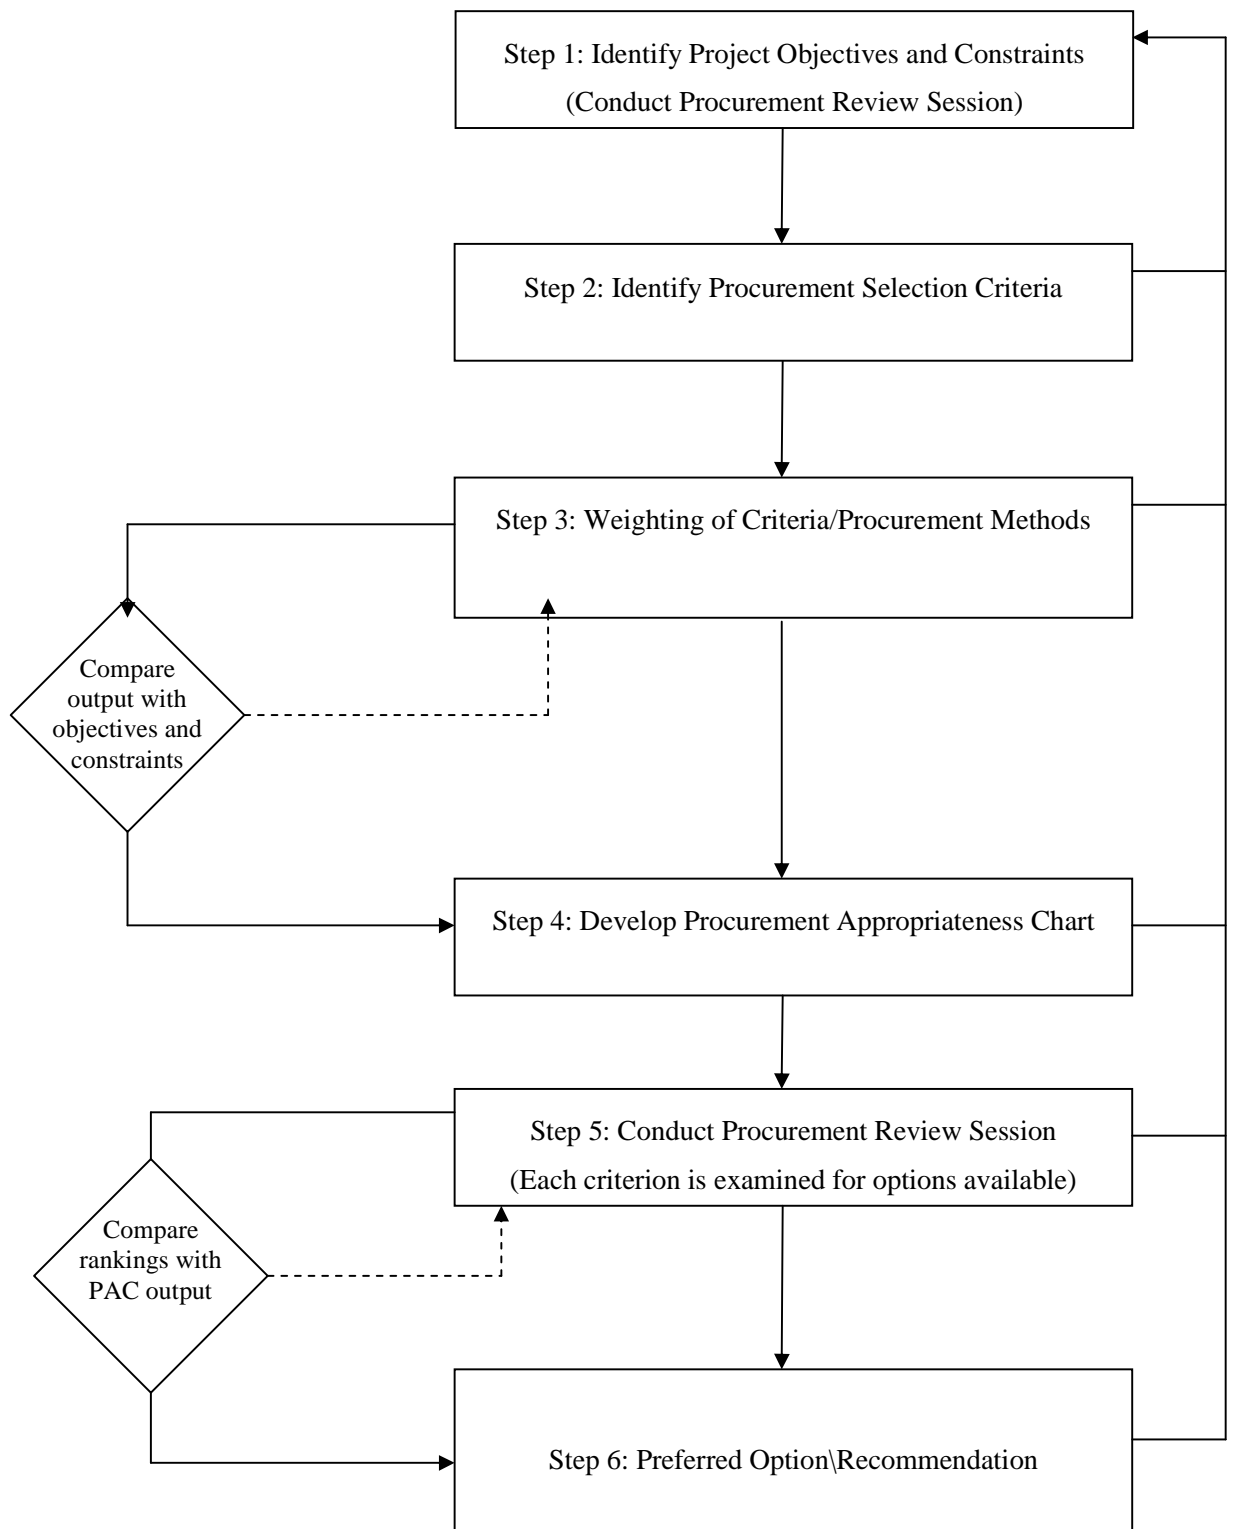 Step 1: Identify Project Objectives and Constraints
(Conduct Procurement Review Session)
Step 2: Identify Procurement Selection Criteria
Step 3: Weighting of Criteria/Procurement Methods
Compare
output with
objectives and
constraints
Step 4: Develop Procurement Appropriateness Chart
Step 5: Conduct Procurement Review Session
(Each criterion is examined for options available)
Compare
rankings with
PAC output
Step 6: Preferred Option\Recommendation